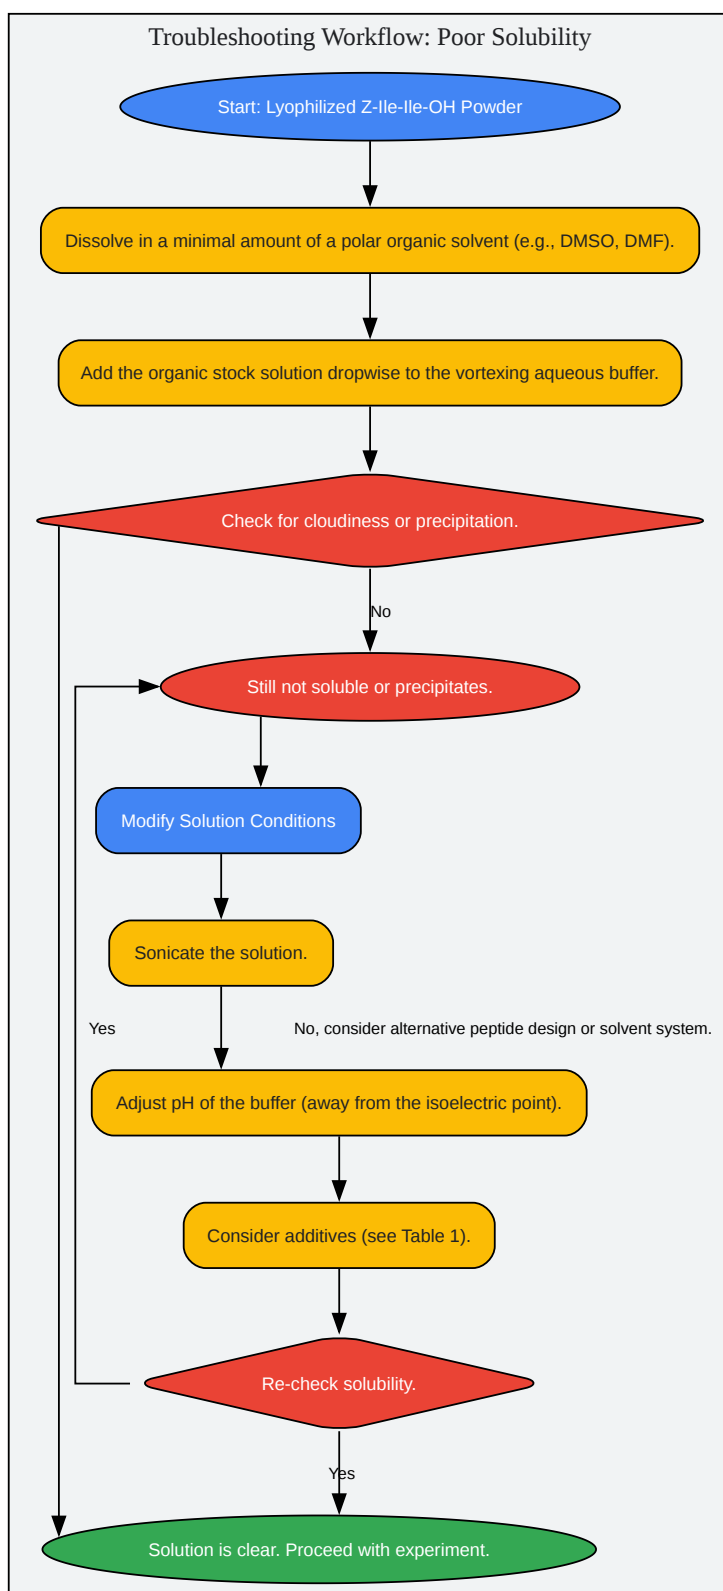 Troubleshooting Workflow: Poor Solubility
Start: Lyophilized Z-Ile-Ile-OH Powder
Dissolve in a minimal amount of a polar organic solvent (e.g., DMSO, DMF).
Add the organic stock solution dropwise to the vortexing aqueous buffer.
Check for cloudiness or precipitation.
No
Still not soluble or precipitates.
Modify Solution Conditions
Sonicate the solution.
Yes
No, consider alternative peptide design or solvent system.
Adjust pH of the buffer (away from the isoelectric point).
Consider additives (see Table 1).
Re-check solubility.
Yes
Solution is clear. Proceed with experiment.